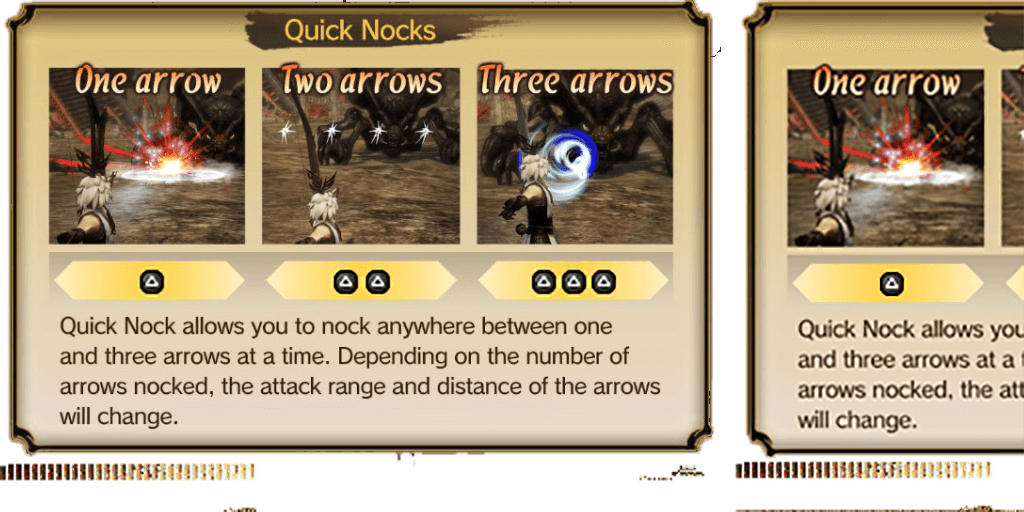 Quick Nocks
One arrow
Two arrows
Three arrows
Quick Nock allows you to nock anywhere between one
and three arrows at a time. Depending on the number of
arrows nocked, the attack range and distance of the arrows
will change.
One arrow
Quick Nock allows you
and three arrows at a
arrows nocked, the att
will change.